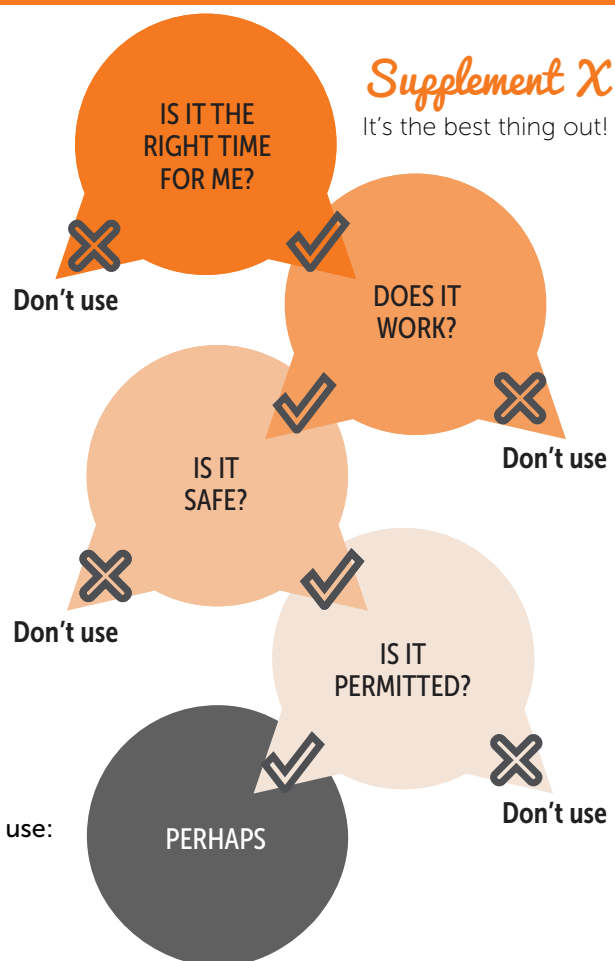 Supplement X
It's the best thing out!
IS IT THE
RIGHT TIME
FOR ME?
Don't use
DOES IT
WORK?
Don't use
IS IT
SAFE?
Don't use
IS IT
PERMITTED?
Don't use
use:
PERHAPS